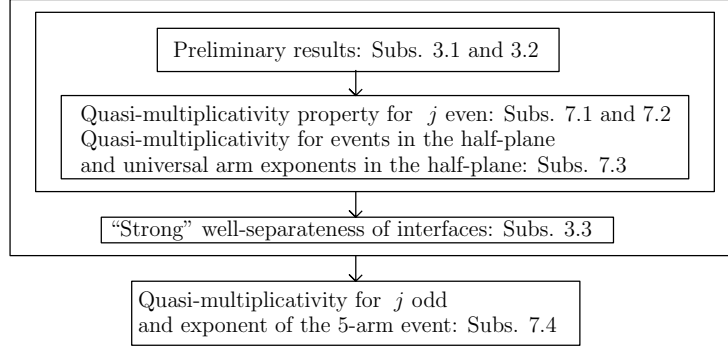 Preliminary results: Subs. 3.1 and 3.2
Quasi-multiplicativity property for j even: Subs. 7.1 and 7.2
Quasi-multiplicativity for events in the half-plane
and universal arm exponents in the half-plane: Subs. 7.3
“Strong” well-separateness of interfaces: Subs. 3.3
Quasi-multiplicativity for j odd
and exponent of the 5-arm event: Subs. 7.4